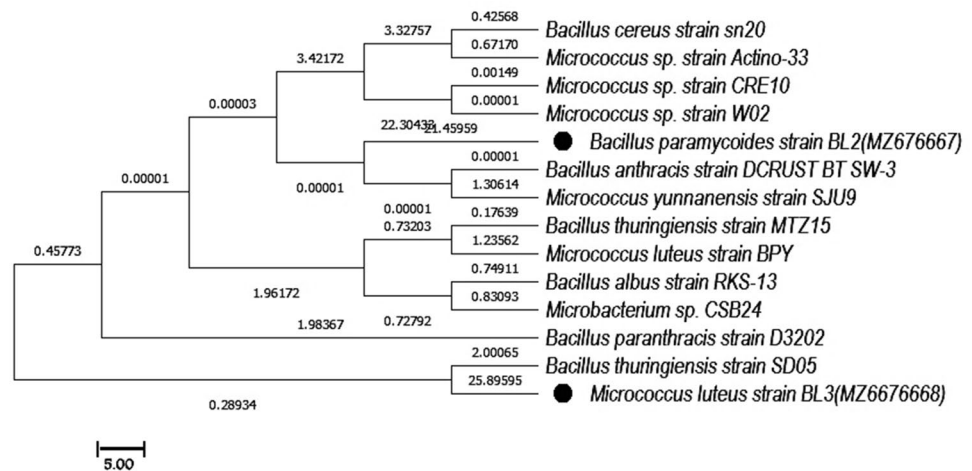 0.42568
Bacillus cereus strain sn20
3.32757
0.67170
Micrococcus sp. strain Actino-33
3.42172
0.00149
Micrococcus sp. strain CRE10
0.00003
0.00001
Micrococcus sp. strain W02
22.30433
21.45959
Bacillus paramycoides strain BL2(MZ676667)
0.00001
Bacillus anthracis strain DCRUST BT SW-3
0.00001
0.00001
1.30614
Micrococcus yunnanensis strain SJU9
0.00001
0.17639
Bacillus thuringiensis strain MTZ15
0.73203
1.23562
Micrococcus luteus strain BPY
0.45773
0.74911
Bacillus albus strain RKS-13
1.96172
0.83093
Microbacterium sp. CSB24
1.98367
0.72792
Bacillus paranthracis strain D3202
2.00065
Bacillus thuringiensis strain SD05
25.89595
Micrococcus luteus strain BL3(MZ6676668)
0.28934
5.00